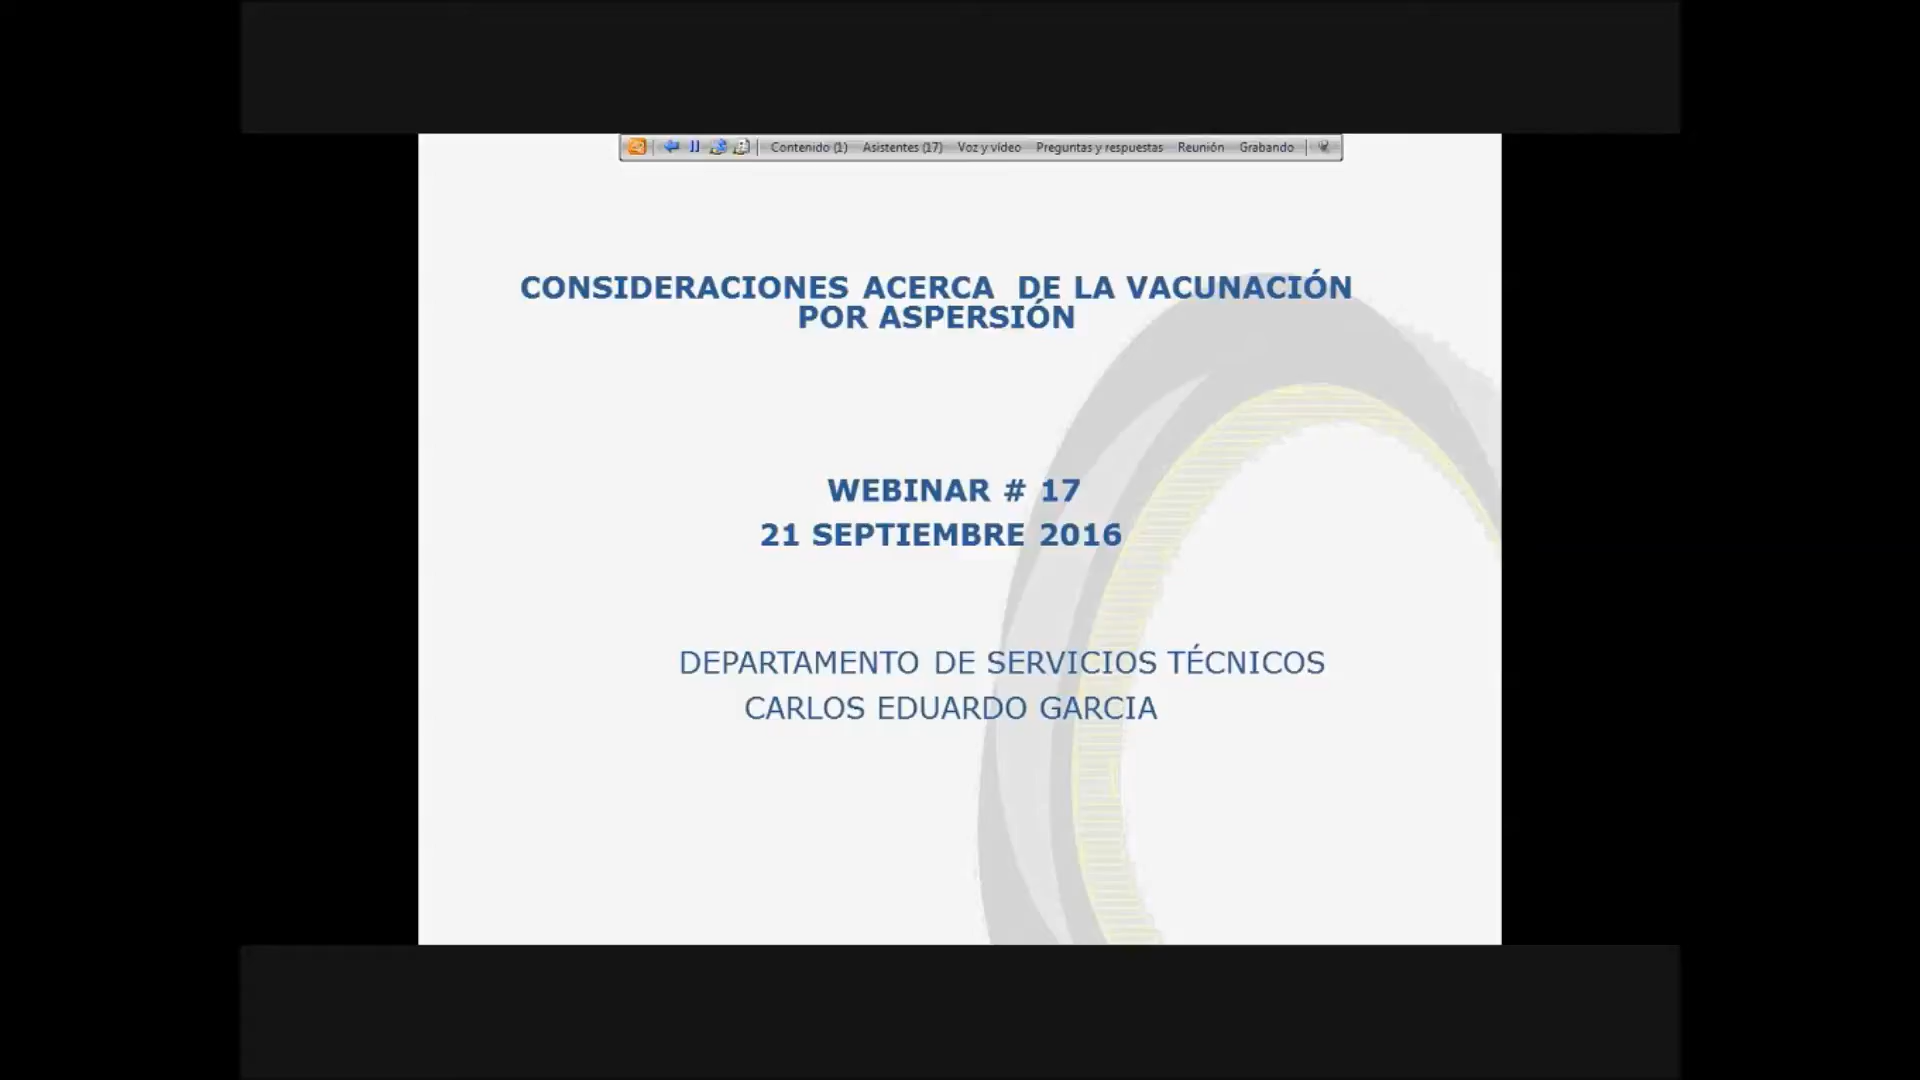 Contenido (1) Asistentes (17) Voz y vídeo Preguntas y respuestas Reunión Grabando
CONSIDERACIONES ACERCA DE LA VACUNACIÓN
POR ASPERSIÓN
WEBINAR # 17
21 SEPTIEMBRE 2016
DEPARTAMENTO DE SERVICIOS TÉCNICOS
CARLOS EDUARDO GARCIA